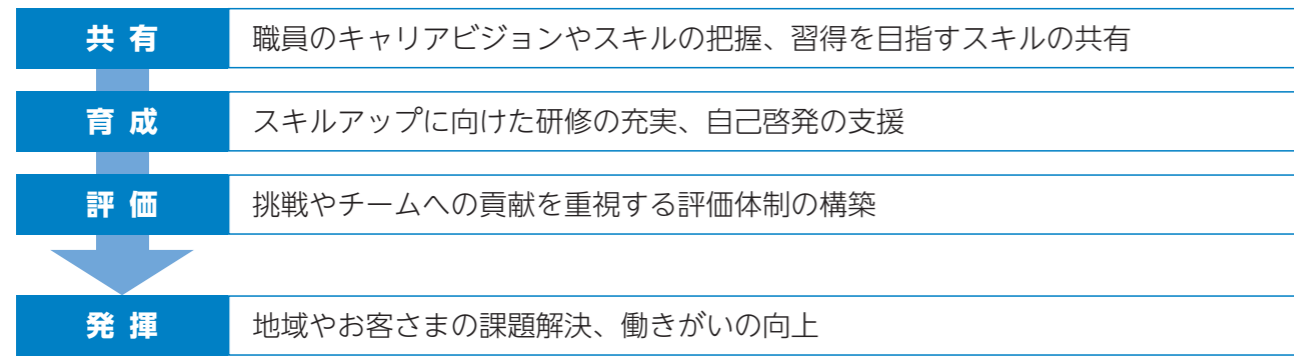 共有
職員のキャリアビジョンやスキルの把握、習得を目指すスキルの共有
育成
スキルアップに向けた研修の充実、自己啓発の支援
評価
挑戦やチームへの貢献を重視する評価体制の構築
発揮
地域やお客さまの課題解決、働きがいの向上